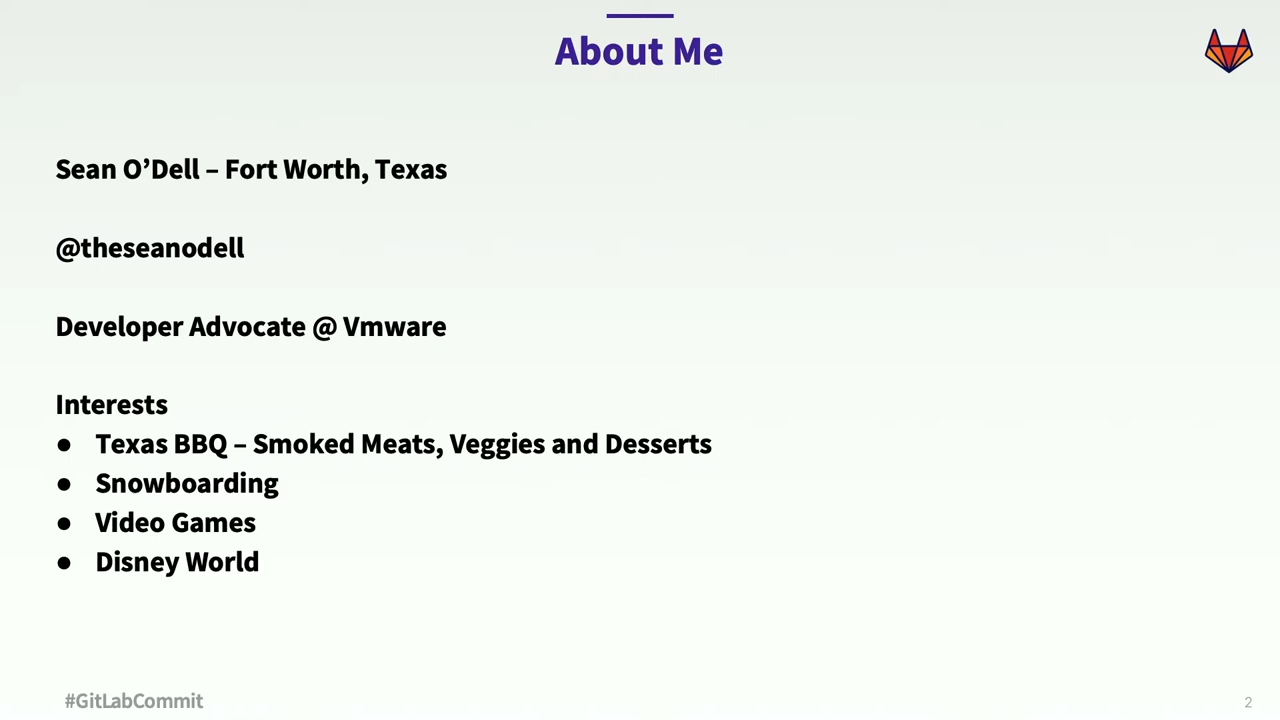 About Me
Sean O’Dell – Fort Worth, Texas
@theseanodell
Developer Advocate @ Vmware
Interests
● Texas BBQ – Smoked Meats, Veggies and Desserts
● Snowboarding
● Video Games
● Disney World
#GitLabCommit
2